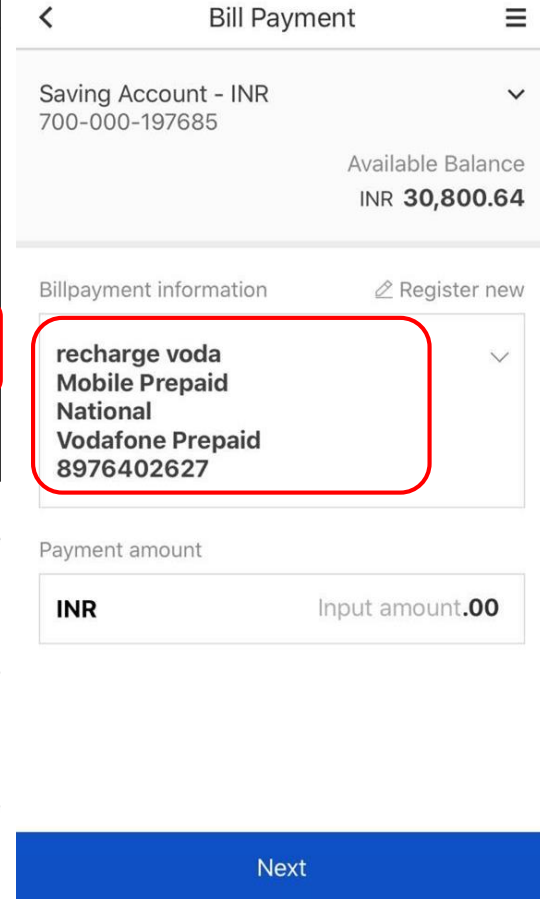 Bill Payment
Saving Account - INR
700-000-197685
Available Balance
INR 30,800.64
Billpayment information
Register new
recharge voda
Mobile Prepaid
National
Vodafone Prepaid
8976402627
Payment amount
INR
Input amount.00
Next